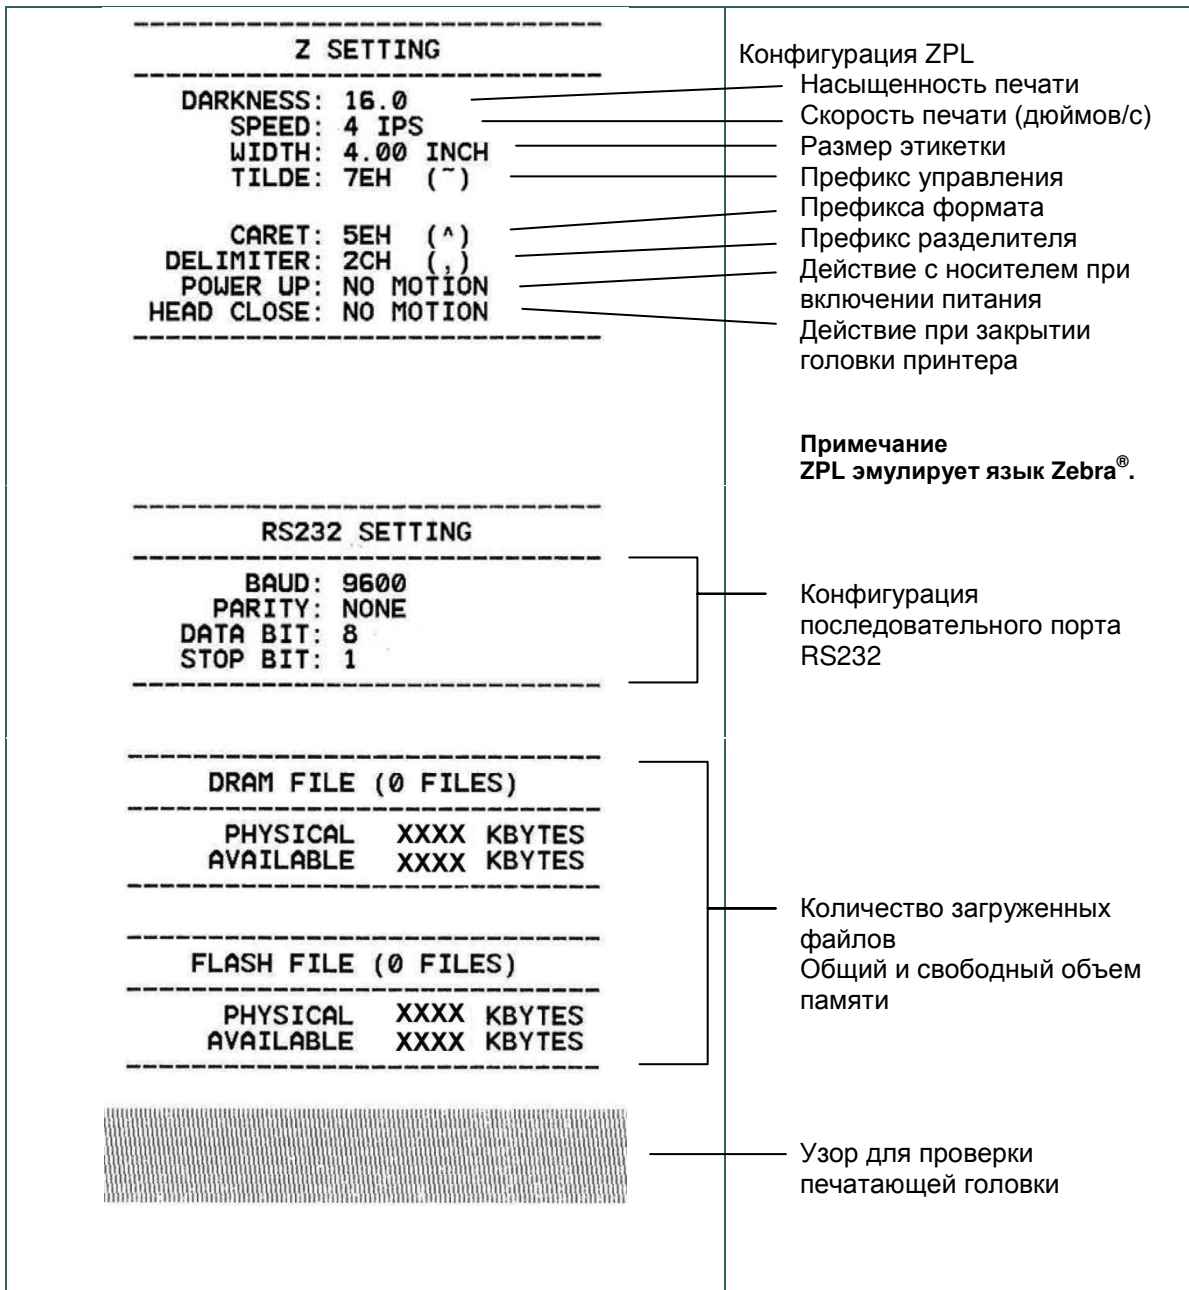 Z SETTING
Конфигурация ZPL
DARKNESS: 16.0
Насыщенность печати
SPEED: 4 IPS
Скорость печати (дюймов/с)
WIDTH: 4.00 INCH
Размер этикетки
TILDE: 7EH (~)
Префикс управления
CARET: 5EH (^)
Префикса формата
DELIMITER: 2CH (,)
Префикс разделителя
POWER UP: NO MOTION
Действие с носителем при
включении питания
HEAD CLOSE: NO MOTION
Действие при закрытии
головки принтера
Примечание
ZPL эмулирует язык Zebra®.
RS232 SETTING
BAUD: 9600
PARITY: NONE
DATA BIT: 8
STOP BIT: 1
Конфигурация
последовательного порта
RS232
DRAM FILE (0 FILES)
PHYSICAL XXXX KBYTES
AVAILABLE XXXX KBYTES
FLASH FILE (0 FILES)
PHYSICAL XXXX KBYTES
AVAILABLE XXXX KBYTES
Количество загруженных
файлов
Общий и свободный объем
памяти
Узор для проверки
печатающей головки